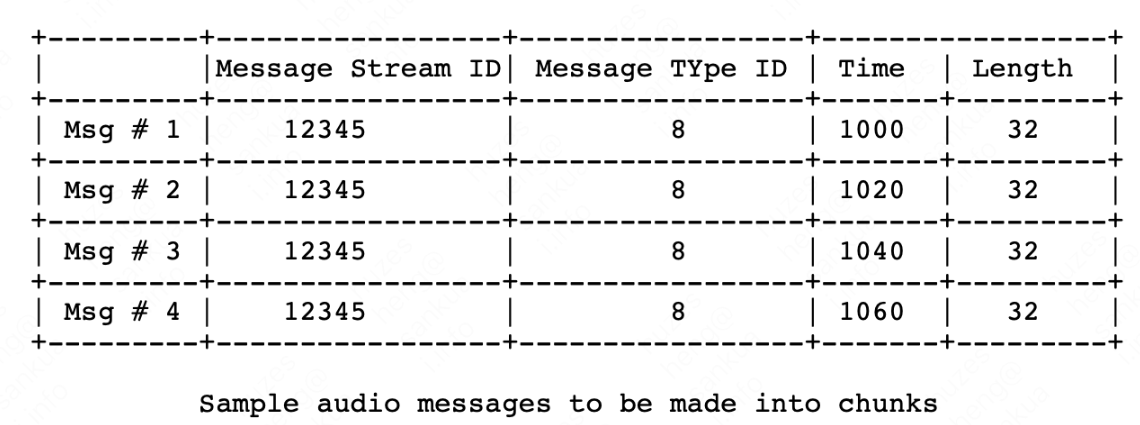 Message Stream ID Message TYpe ID Time Length
Msg # 1 12345 8 1000 32
Msg # 2 12345 8 1020 32
Msg # 3 12345 8 1040 32
Msg # 4 12345 8 1060 32
Sample audio messages to be made into chunks